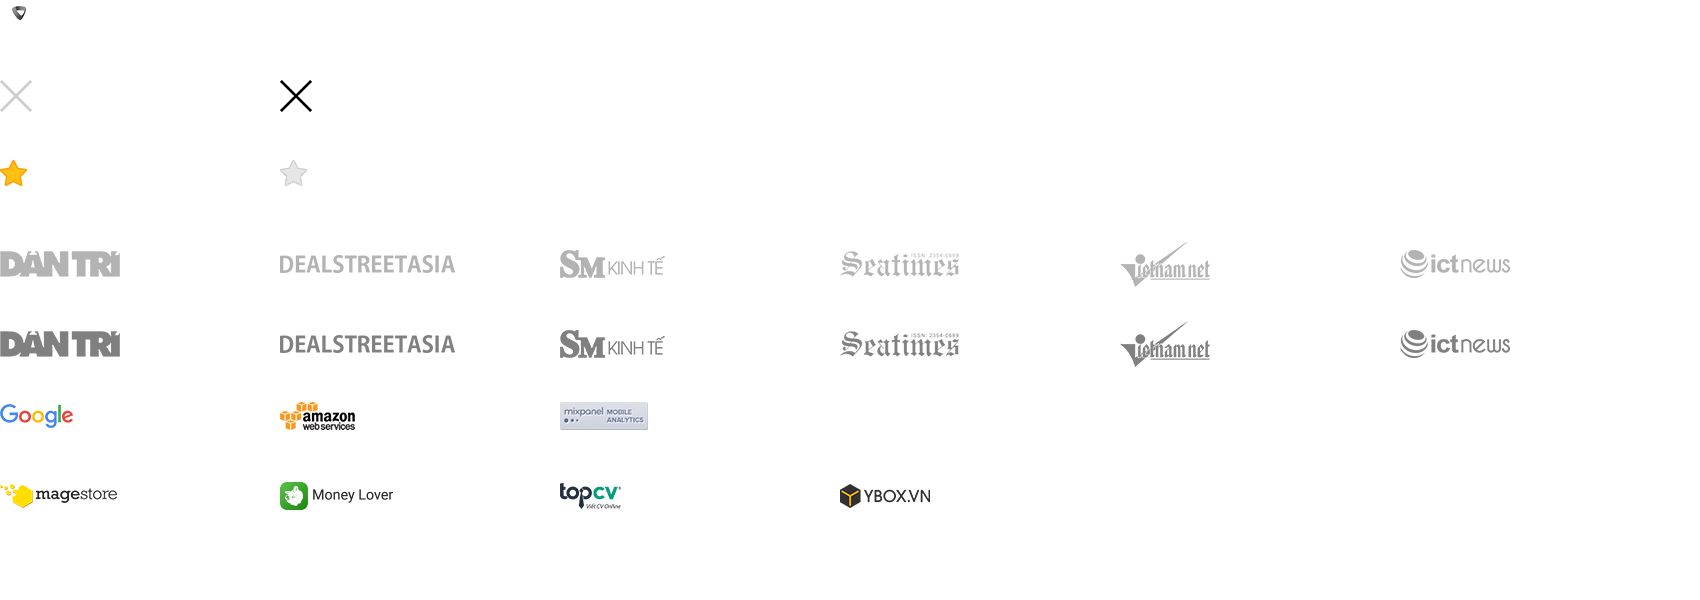 DÂN TRÍ
DEALSTREETASIA
SM KINH TẾ
ISSN: 2354-0699
Seatimes
Vietnamnet
ictnews
DÂN TRÍ
DEALSTREETASIA
SM KINH TẾ
ISSN: 2354-0699
Seatimes
Vietnamnet
ictnews
Google
amazon
web services
mixpanel MOBILE
ANALYTICS
magestore
Money Lover
topcv
Viết CV Online
YBOX.VN